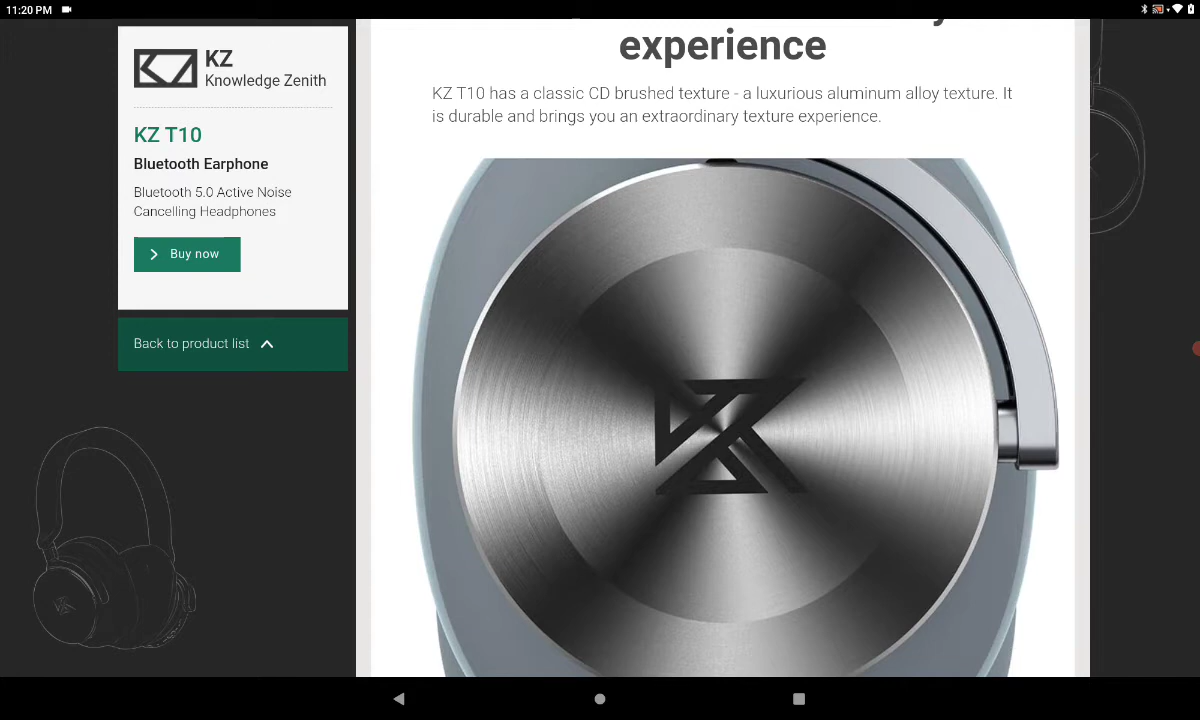 11:20 PM
KZ
Knowledge Zenith
KZ T10
Bluetooth Earphone
Bluetooth 5.0 Active Noise
Cancelling Headphones
Buy now
Back to product list
experience
KZ T10 has a classic CD brushed texture - a luxurious aluminum alloy texture. It
is durable and brings you an extraordinary texture experience.
KZ